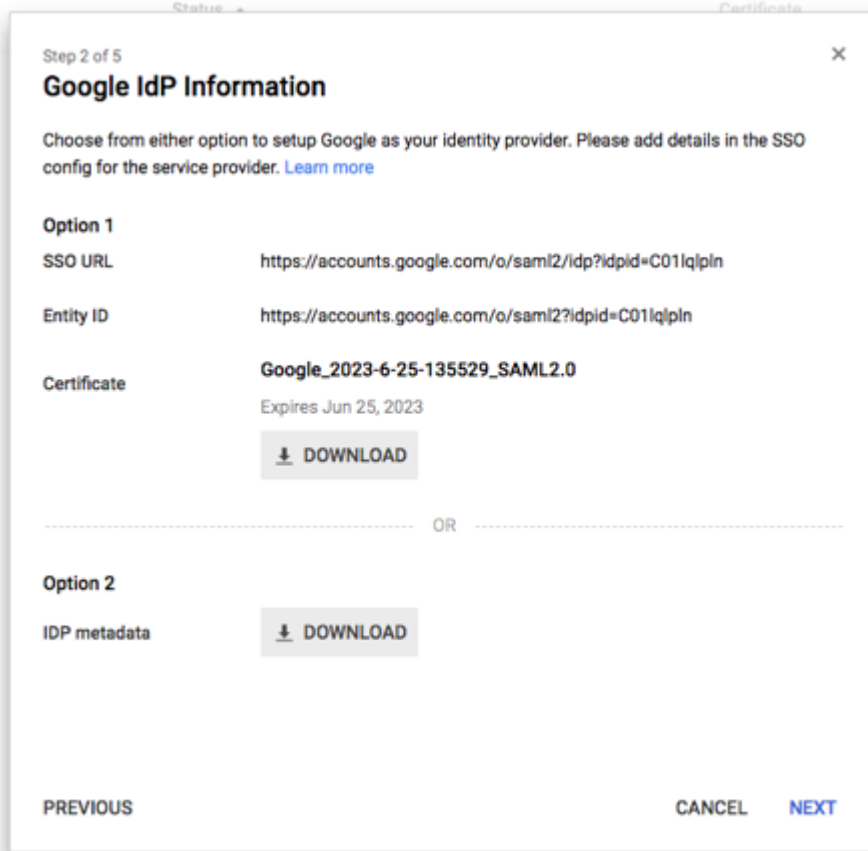 Status
Certificate
Step 2 of 5
Google IdP Information
Choose from either option to setup Google as your identity provider. Please add details in the SSO
config for the service provider. Learn more
Option 1
SSO URL
https://accounts.google.com/o/saml2/idp?idpid=C01lqlpln
Entity ID
https://accounts.google.com/o/saml2?idpid=C01lqlpln
Certificate
Google_2023-6-25-135529_SAML2.0
Expires Jun 25, 2023
DOWNLOAD
OR
Option 2
IDP metadata
DOWNLOAD
PREVIOUS
CANCEL
NEXT